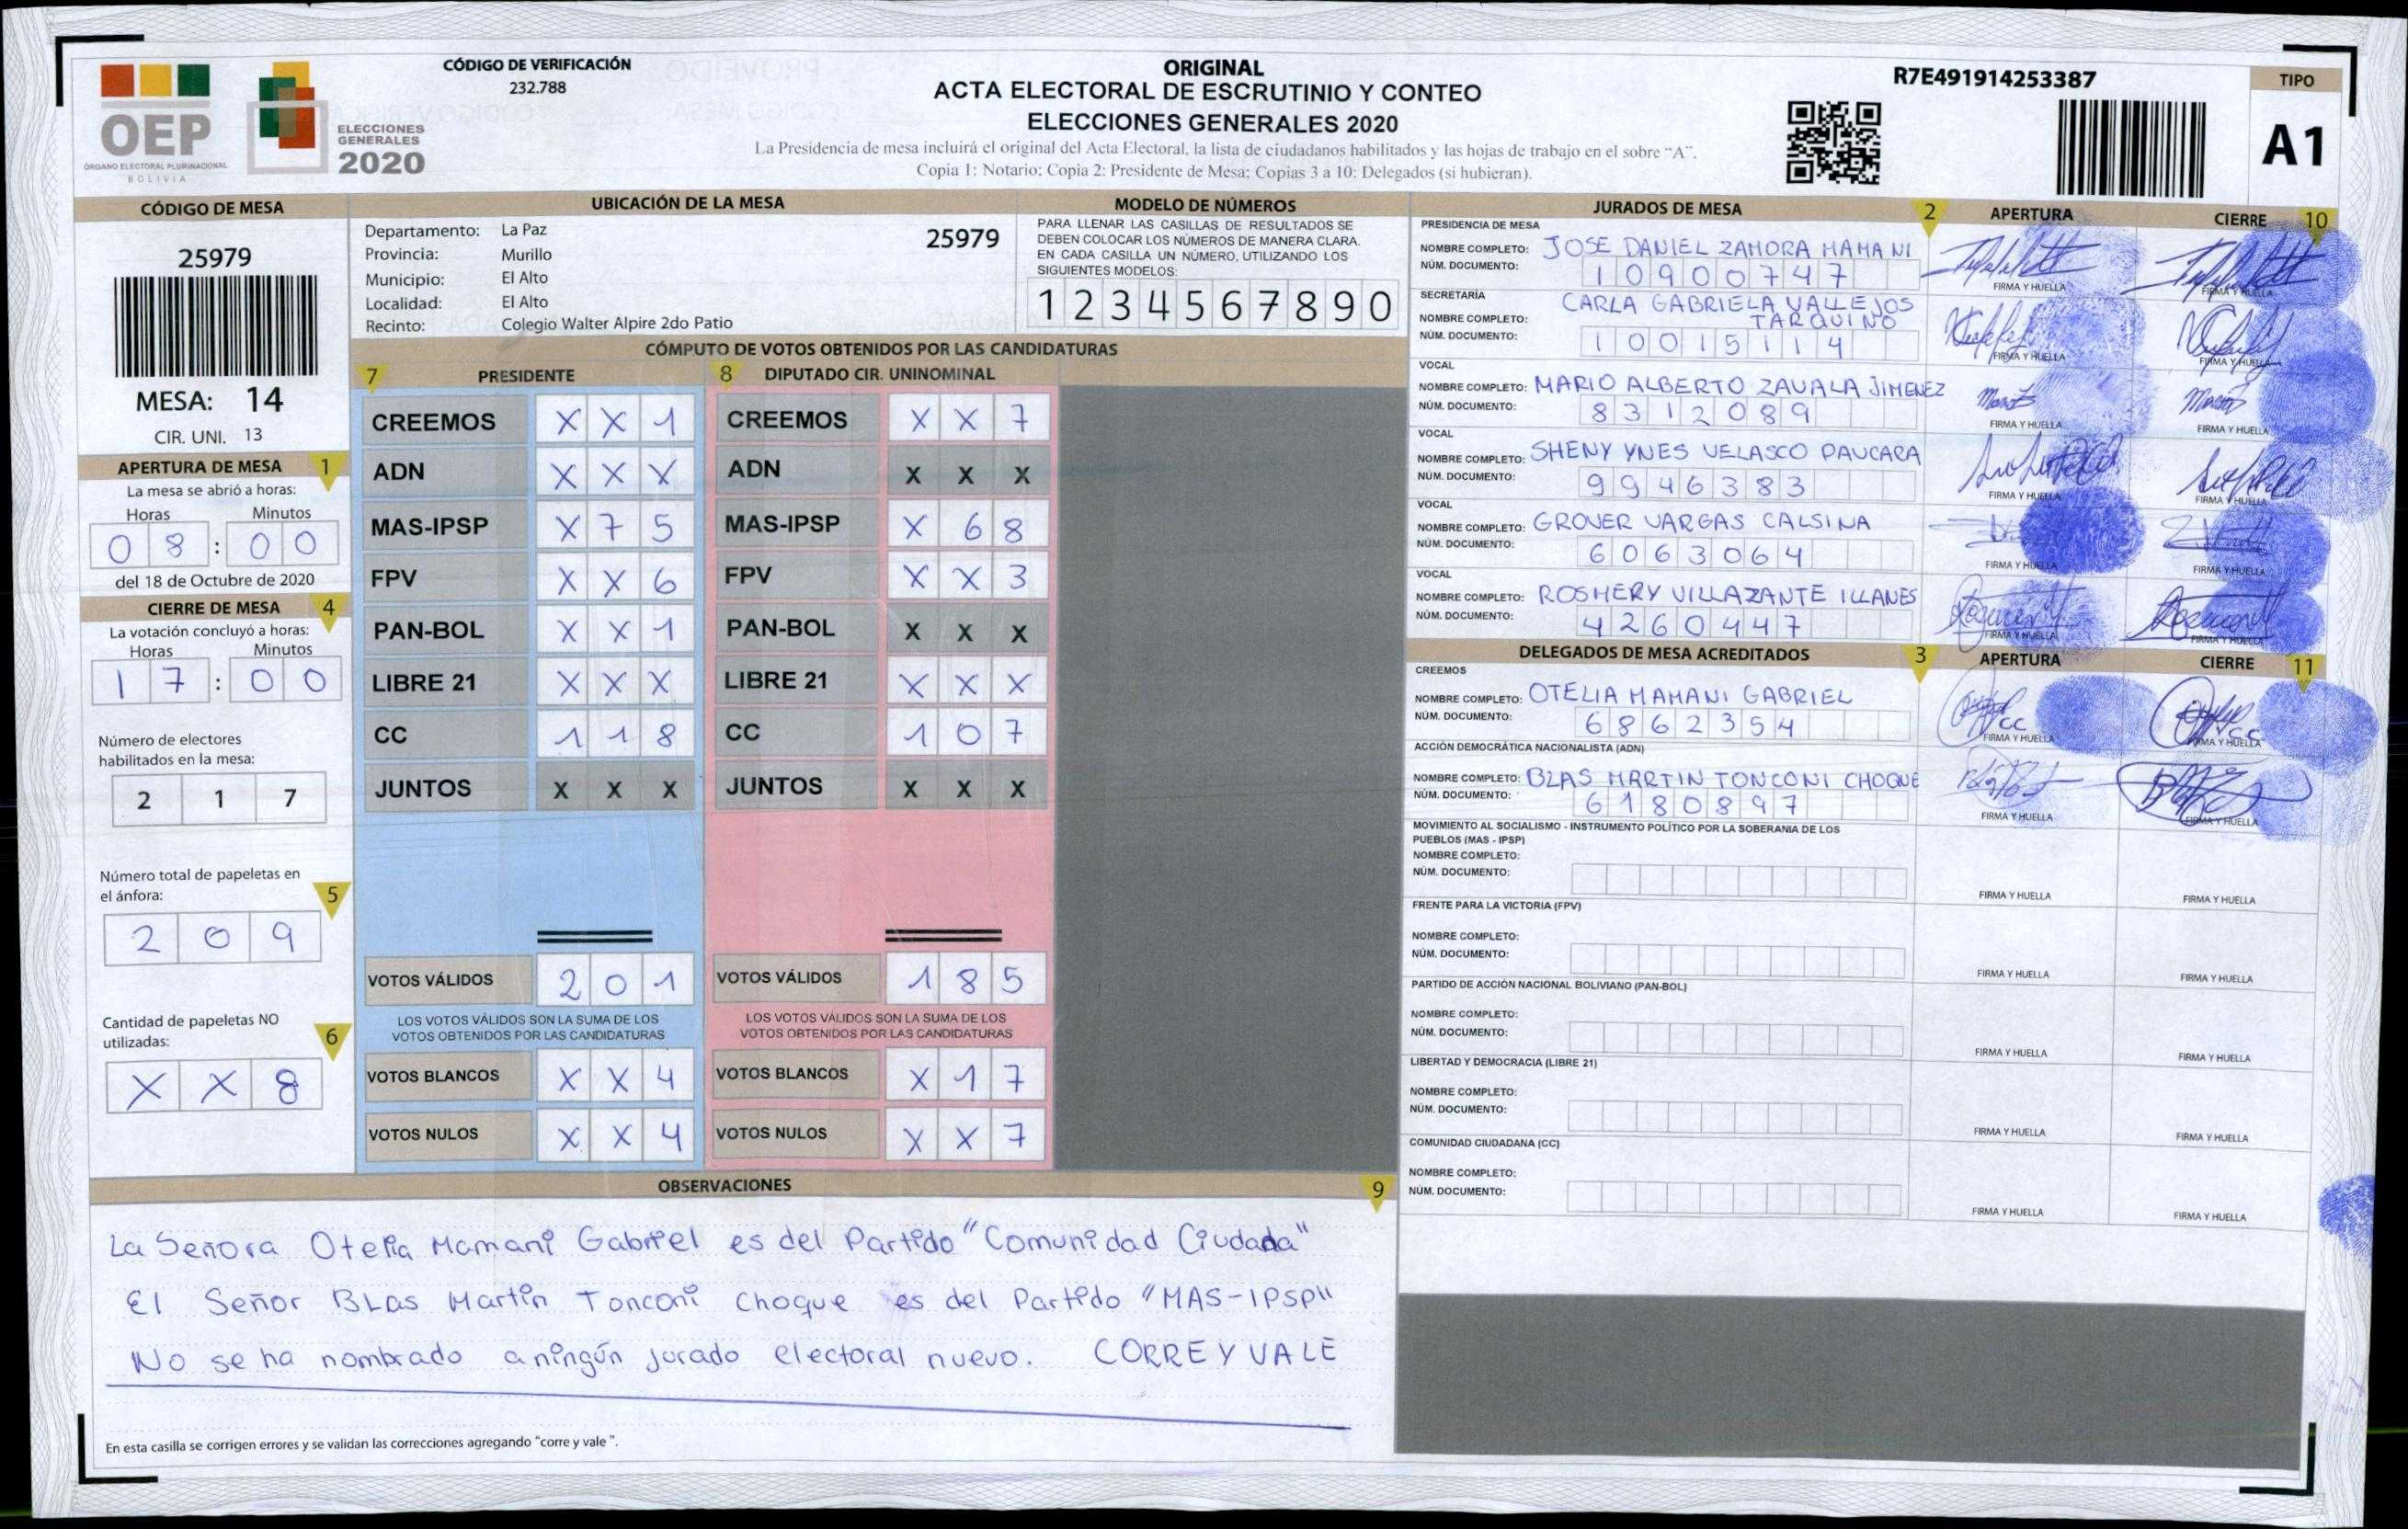 OEP
ÓRGANO ELECTORAL PLURINACIONAL
BOLIVIA
ELECCIONES
GENERALES
2020
CÓDIGO DE VERIFICACIÓN
232.788
ORIGINAL
ACTA ELECTORAL DE ESCRUTINIO Y CONTEO
ELECCIONES GENERALES 2020
La Presidencia de mesa incluirá el original del Acta Electoral, la lista de ciudadanos habilitados y las hojas de trabajo en el sobre "A".
Copia 1: Notario; Copia 2: Presidente de Mesa; Copias 3 a 10: Delegados (si hubieran).
R7E491914253387
TIPO
A1
CÓDIGO DE MESA
25979
MESA: 14
CIR. UNI. 13
APERTURA DE MESA 1
La mesa se abrió a horas:
Horas Minutos
0 8 : 0 0
del 18 de Octubre de 2020
CIERRE DE MESA 4
La votación concluyó a horas:
Horas Minutos
1 7 : 0 0
Número de electores
habilitados en la mesa:
2 1 7
Número total de papeletas en
el ánfora: 5
2 0 9
Cantidad de papeletas NO
utilizadas: 6
X X 8
UBICACIÓN DE LA MESA
Departamento: La Paz 25979
Provincia: Murillo
Municipio: El Alto
Localidad: El Alto
Recinto: Colegio Walter Alpire 2do Patio
MODELO DE NÚMEROS
PARA LLENAR LAS CASILLAS DE RESULTADOS SE
DEBEN COLOCAR LOS NÚMEROS DE MANERA CLARA.
EN CADA CASILLA UN NÚMERO, UTILIZANDO LOS
SIGUIENTES MODELOS:
1 2 3 4 5 6 7 8 9 0
CÓMPUTO DE VOTOS OBTENIDOS POR LAS CANDIDATURAS
7 PRESIDENTE 8 DIPUTADO CIR. UNINOMINAL
CREEMOS X X 1 CREEMOS X X 7
ADN X X X ADN X X X
MAS-IPSP X 7 5 MAS-IPSP X 6 8
FPV X X 6 FPV X X 3
PAN-BOL X X 1 PAN-BOL X X X
LIBRE 21 X X X LIBRE 21 X X X
CC 1 1 8 CC 1 0 7
JUNTOS X X X JUNTOS X X X
VOTOS VÁLIDOS 2 0 1 VOTOS VÁLIDOS 1 8 5
LOS VOTOS VÁLIDOS SON LA SUMA DE LOS LOS VOTOS VÁLIDOS SON LA SUMA DE LOS
VOTOS OBTENIDOS POR LAS CANDIDATURAS VOTOS OBTENIDOS POR LAS CANDIDATURAS
VOTOS BLANCOS X X 4 VOTOS BLANCOS X 1 7
VOTOS NULOS X X 4 VOTOS NULOS X X 7
JURADOS DE MESA 2 APERTURA CIERRE 10
PRESIDENCIA DE MESA
NOMBRE COMPLETO: JOSE DANIEL ZAMORA MAMANI
NÚM. DOCUMENTO: 10900747
FIRMA Y HUELLA FIRMA Y HUELLA
SECRETARÍA
NOMBRE COMPLETO: CARLA GABRIELA VALLEJOS
TARQUINO
NÚM. DOCUMENTO: 10015114
FIRMA Y HUELLA FIRMA Y HUELLA
VOCAL
NOMBRE COMPLETO: MARIO ALBERTO ZAVALA JIMENEZ
NÚM. DOCUMENTO: 8312089
FIRMA Y HUELLA FIRMA Y HUELLA
VOCAL
NOMBRE COMPLETO: SHENY YNES VELASCO PAUCARA
NÚM. DOCUMENTO: 9946383
FIRMA Y HUELLA FIRMA Y HUELLA
VOCAL
NOMBRE COMPLETO: GROVER VARGAS CALSINA
NÚM. DOCUMENTO: 6063064
FIRMA Y HUELLA FIRMA Y HUELLA
VOCAL
NOMBRE COMPLETO: ROSMERY VILLAZANTE ILLANES
NÚM. DOCUMENTO: 4260447
FIRMA Y HUELLA FIRMA Y HUELLA
DELEGADOS DE MESA ACREDITADOS 3 APERTURA CIERRE 11
CREEMOS
NOMBRE COMPLETO: OTELIA MAMANI GABRIEL
NÚM. DOCUMENTO: 6862354
CC CC
FIRMA Y HUELLA FIRMA Y HUELLA
ACCIÓN DEMOCRÁTICA NACIONALISTA (ADN)
NOMBRE COMPLETO: BLAS MARTIN TONCONI CHOQUE
NÚM. DOCUMENTO: 6180897
FIRMA Y HUELLA FIRMA Y HUELLA
MOVIMIENTO AL SOCIALISMO - INSTRUMENTO POLÍTICO POR LA SOBERANIA DE LOS
PUEBLOS (MAS - IPSP)
NOMBRE COMPLETO:
NÚM. DOCUMENTO:
FIRMA Y HUELLA FIRMA Y HUELLA
FRENTE PARA LA VICTORIA (FPV)
NOMBRE COMPLETO:
NÚM. DOCUMENTO:
FIRMA Y HUELLA FIRMA Y HUELLA
PARTIDO DE ACCIÓN NACIONAL BOLIVIANO (PAN-BOL)
NOMBRE COMPLETO:
NÚM. DOCUMENTO:
FIRMA Y HUELLA FIRMA Y HUELLA
LIBERTAD Y DEMOCRACIA (LIBRE 21)
NOMBRE COMPLETO:
NÚM. DOCUMENTO:
FIRMA Y HUELLA FIRMA Y HUELLA
COMUNIDAD CIUDADANA (CC)
NOMBRE COMPLETO:
NÚM. DOCUMENTO:
FIRMA Y HUELLA FIRMA Y HUELLA
OBSERVACIONES 9
La Señora Otelia Mamani Gabriel es del Partido "Comunidad Ciudada"
El Señor Blas Martin Tonconi Choque es del Partido "MAS-IPSP"
No se ha nombrado a ningún jurado electoral nuevo. CORRE Y VALE
En esta casilla se corrigen errores y se validan las correcciones agregando "corre y vale ".